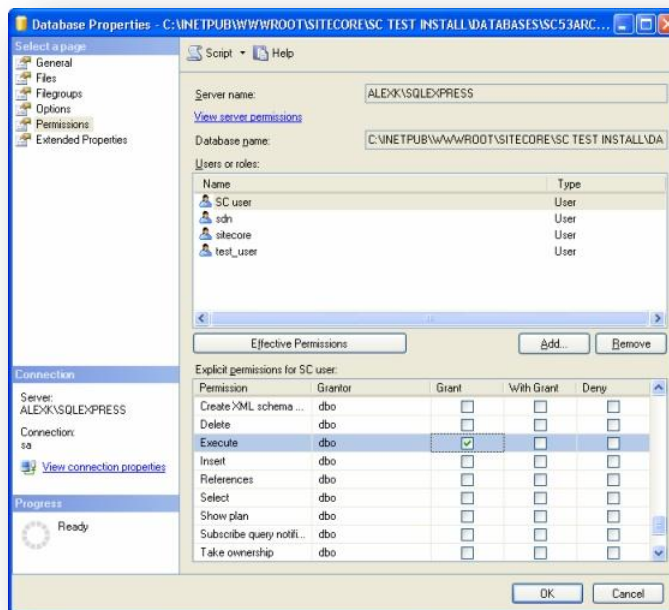 Database Properties - C:\INETPUB\WWWROOT\SITECORE\SC TEST INSTALL\DATABASES\SC53ARC...
Select a page
General
Files
Filegroups
Options
Permissions
Extended Properties
Script Help
Server name: ALEXK\SQLEXPRESS
View server permissions
Database name: C:\INETPUB\WWWROOT\SITECORE\SC TEST INSTALL\DA
Users or roles:
Name Type
SC user User
sdn User
sitecore User
test_user User
Effective Permissions Add... Remove
Explicit permissions for SC user:
Permission Grantor Grant With Grant Deny
Create XML schema ... dbo
Delete dbo
Execute dbo
Insert dbo
References dbo
Select dbo
Show plan dbo
Subscribe query notifi... dbo
Take ownership dbo
Connection
Server:
ALEXK\SQLEXPRESS
Connection:
sa
View connection properties
Progress
Ready
OK Cancel